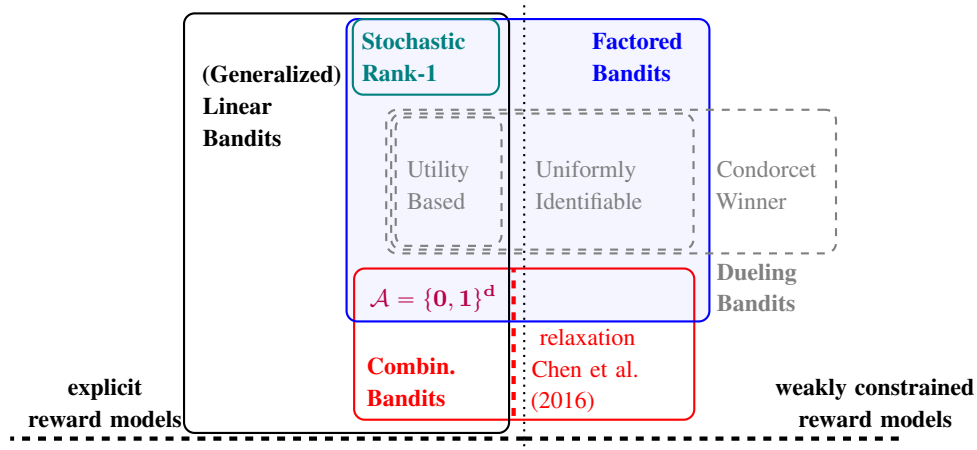 Stochastic
Rank-1
Factored
Bandits
(Generalized)
Linear
Bandits
Utility
Based
Uniformly
Identifiable
Condorcet
Winner
Dueling
Bandits
𝒜 = {0, 1}^d
relaxation
Chen et al.
(2016)
Combin.
Bandits
explicit
reward models
weakly constrained
reward models